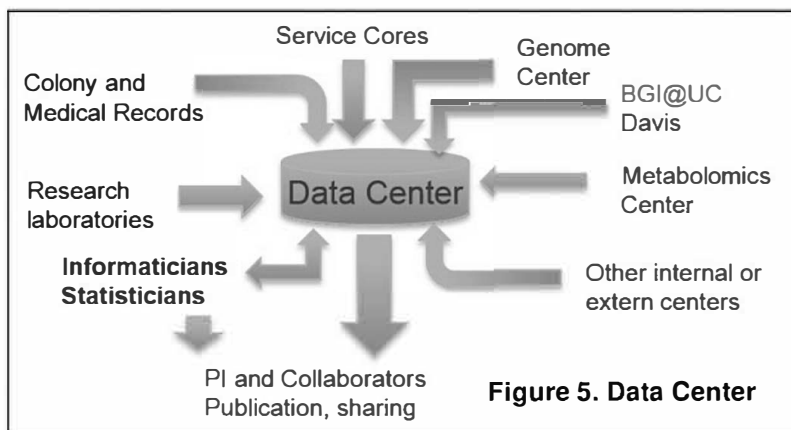 Service Cores
Genome
Center
Colony and
Medical Records
BGI@UC
Davis
Data Center
Research
laboratories
Metabolomics
Center
Informaticians
Statisticians
Other internal or
extern centers
PI and Collaborators
Publication, sharing
Figure 5. Data Center